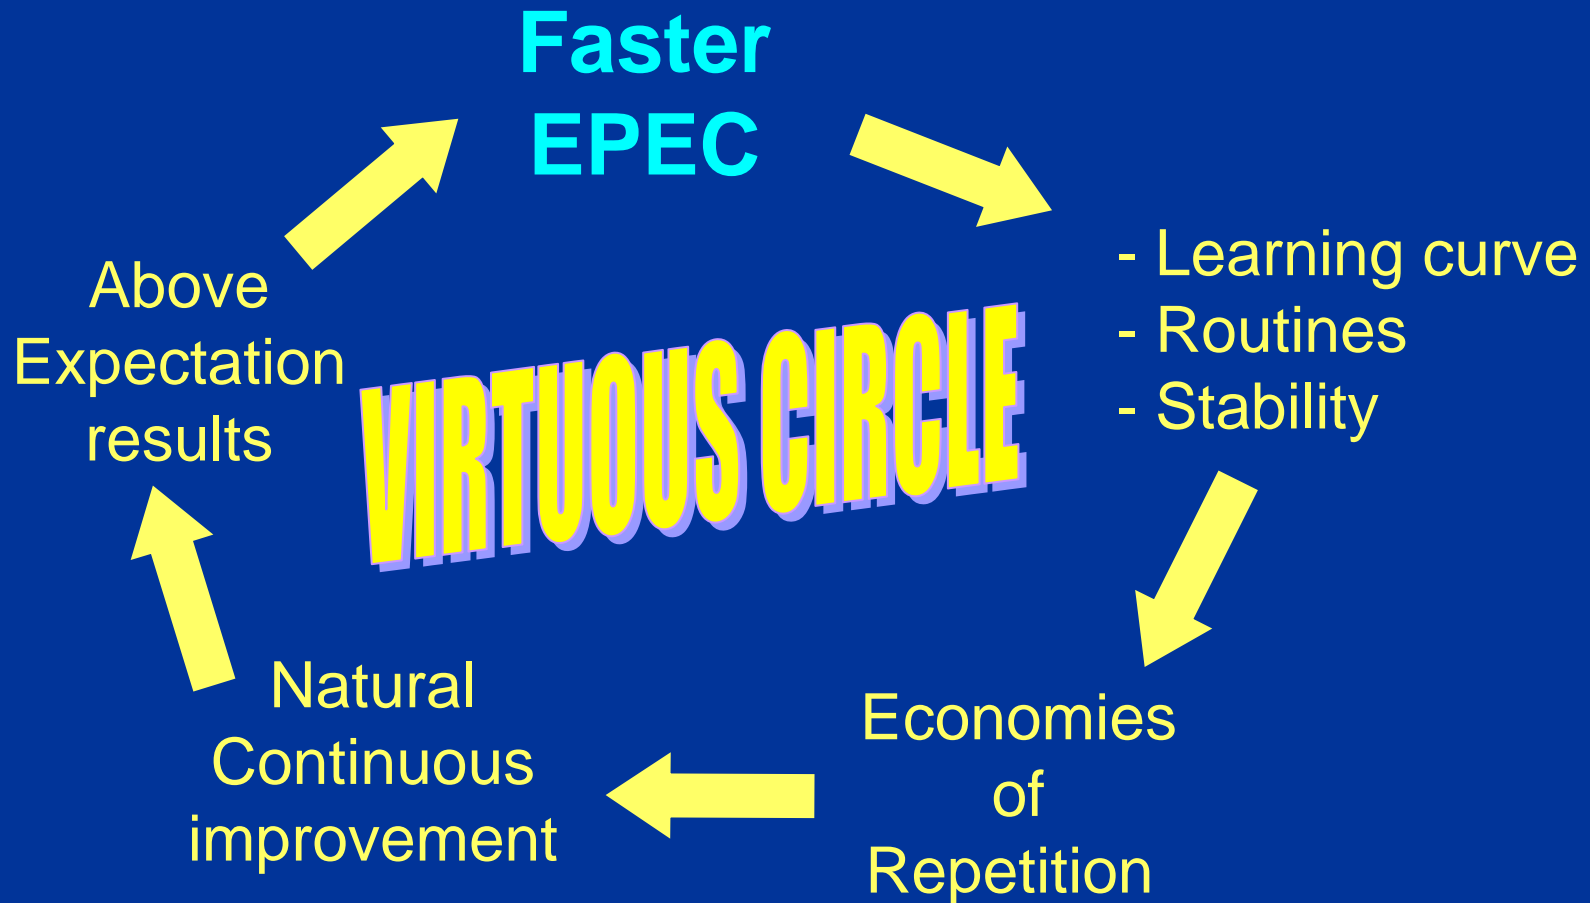 Faster
EPEC
- Learning curve
- Routines
- Stability
Economies
of
Repetition
Natural
Continuous
improvement
Above
Expectation
results
VIRTUOUS CIRCLE